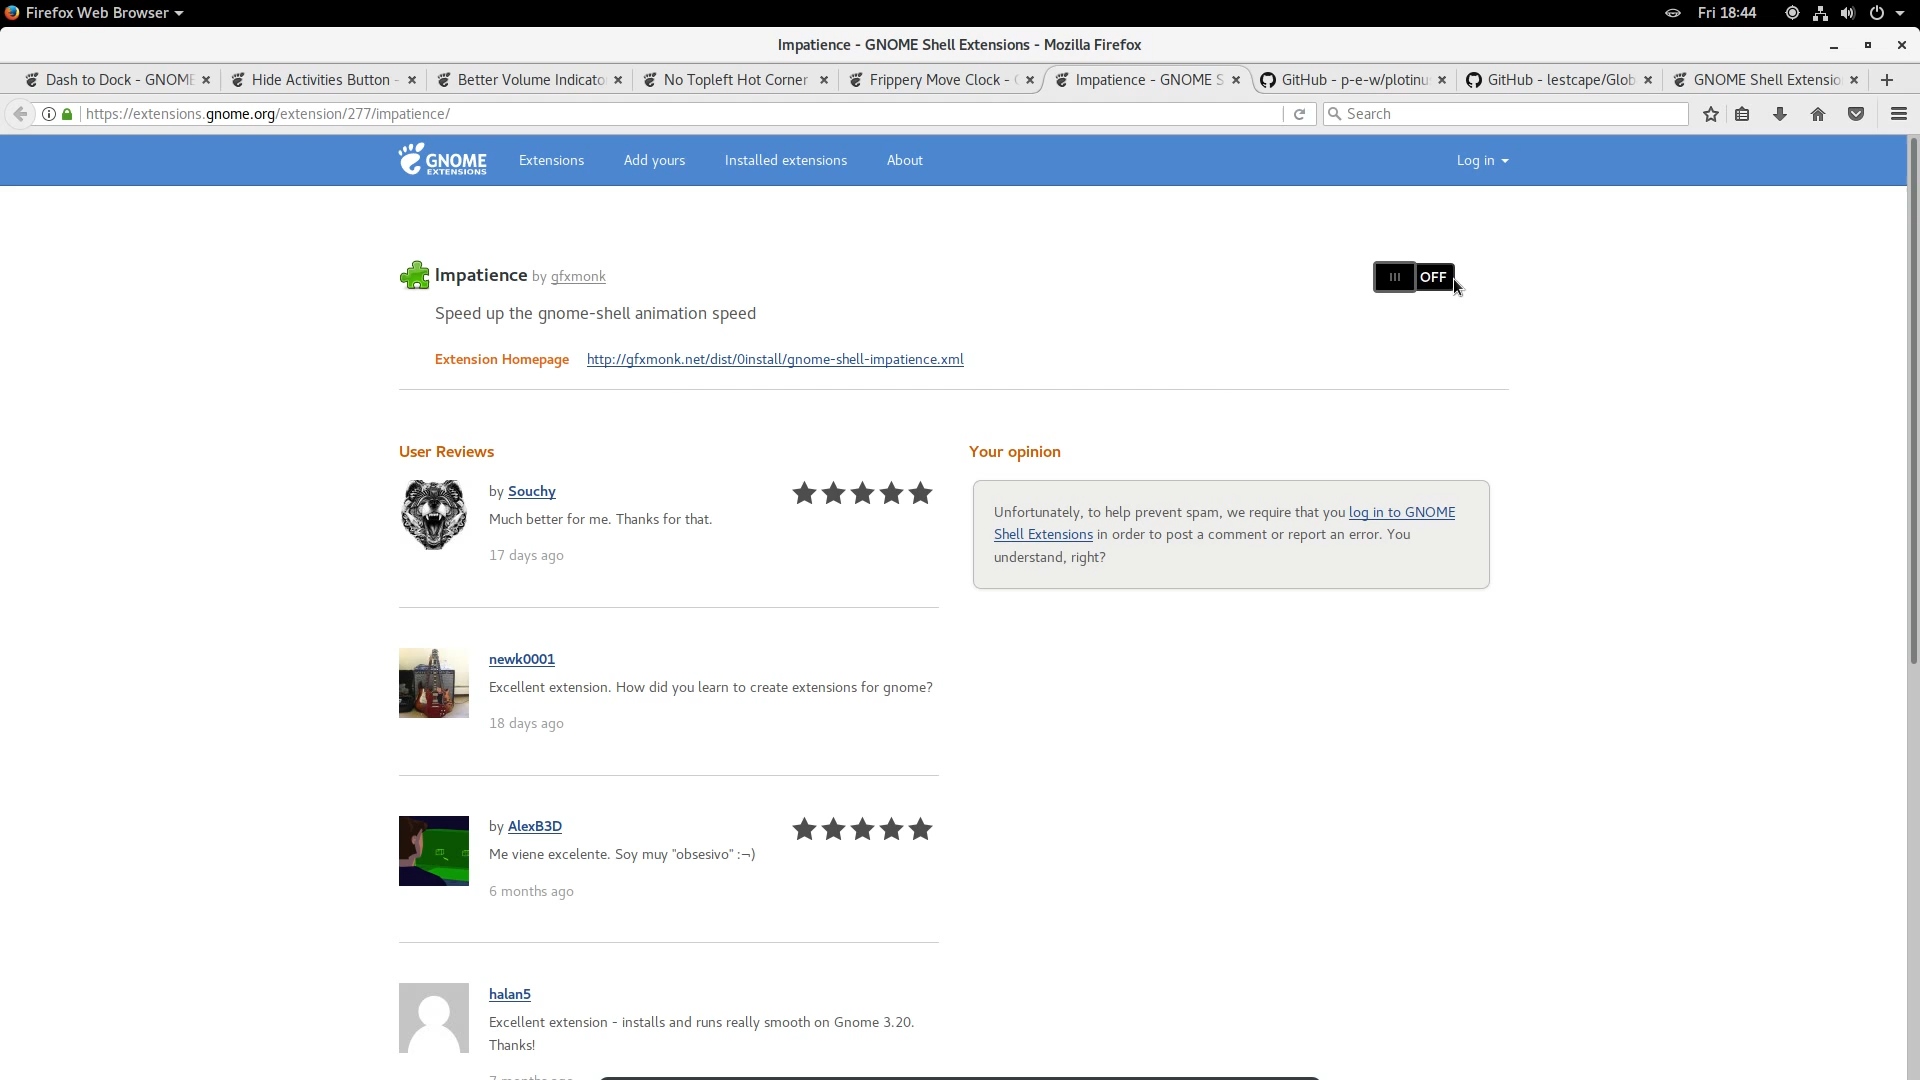 Firefox Web Browser
Fri 18:44
Impatience - GNOME Shell Extensions - Mozilla Firefox
Dash to Dock - GNOME
Hide Activities Button -
Better Volume Indicato
No Topleft Hot Corner
Frippery Move Clock -
Impatience - GNOME S
GitHub - p-e-w/plotinu
GitHub - lestcape/Glob
GNOME Shell Extensio
https://extensions.gnome.org/extension/277/impatience/
Search
GNOME EXTENSIONS
Extensions
Add yours
Installed extensions
About
Log in
Impatience by gfxmonk
OFF
Speed up the gnome-shell animation speed
Extension Homepage http://gfxmonk.net/dist/0install/gnome-shell-impatience.xml
User Reviews
by Souchy
Much better for me. Thanks for that.
17 days ago
newk0001
Excellent extension. How did you learn to create extensions for gnome?
18 days ago
by AlexB3D
Me viene excelente. Soy muy "obsesivo" :¬)
6 months ago
halan5
Excellent extension - installs and runs really smooth on Gnome 3.20.
Thanks!
7 months ago
Your opinion
Unfortunately, to help prevent spam, we require that you log in to GNOME
Shell Extensions in order to post a comment or report an error. You
understand, right?